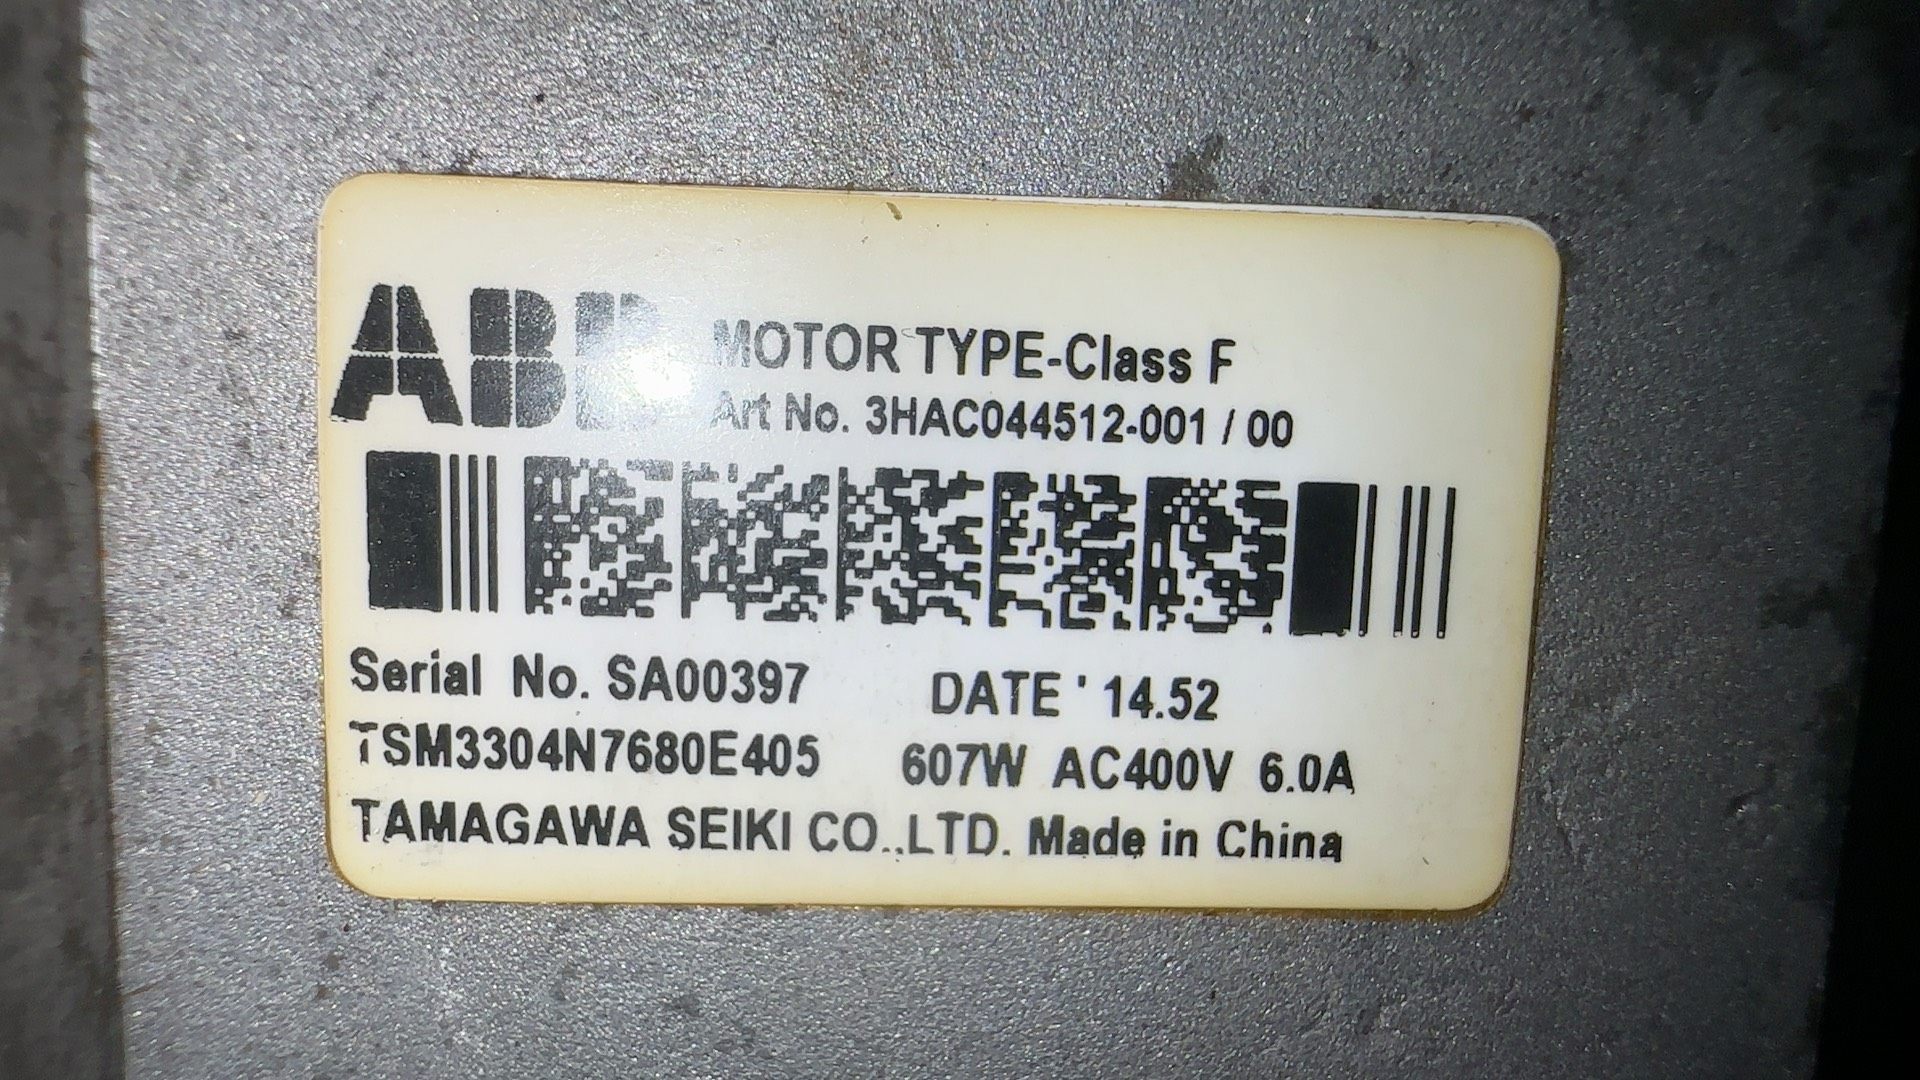 ABB
MOTOR TYPE-Class F
Art No. 3HAC044512-001 / 00
Serial No. SA00397 DATE ' 14.52
TSM3304N7680E405 607W AC400V 6.0A
TAMAGAWA SEIKI CO.,LTD. Made in China